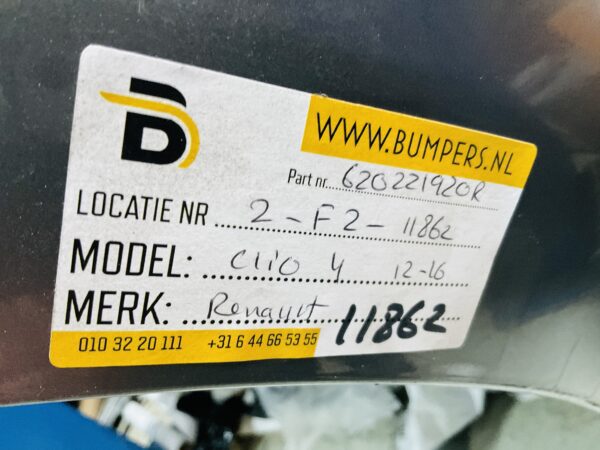 B
WWW.BUMPERS.NL
Part nr. 620221920R
LOCATIE NR 2-F2-11862
MODEL: Clio 4 12-16
MERK: Renault 11862
010 32 20 111 +31 6 44 66 53 55